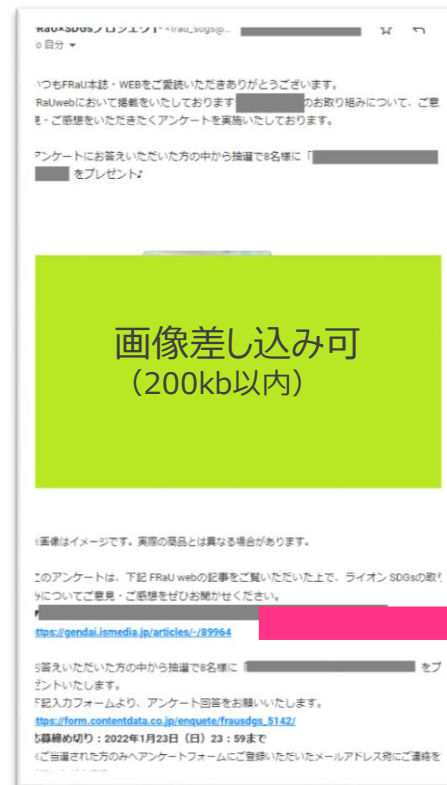 RaU×SDGsプロジェクト <frau_sdgs@...
o 自分
いつもFRaU本誌・WEBをご愛読いただきありがとうございます。
RaUwebにおいて掲載をいたしております のお取り組みについて、ご意
見・ご感想をいただきたくアンケートを実施いたしております。
アンケートにお答えいただいた方の中から抽選で8名様に「
をプレゼント♪
画像差し込み可
（200kb以内）
※画像はイメージです。実際の商品とは異なる場合があります。
このアンケートは、下記 FRaU webの記事をご覧いただいた上で、ライオン SDGsの取り
みについてご意見・ご感想をぜひお聞かせください。
ttps://gendai.ismedia.jp/articles/-/89964
お答えいただいた方の中から抽選で8名様に「 をプ
ゼントいたします。
下記入力フォームより、アンケート回答をお願いいたします。
ttps://form.contentdata.co.jp/enquete/frausdgs_5142/
応募締め切り：2022年1月23日（日）23：59まで
※ご当選された方のみへアンケートフォームにご登録いただいたメールアドレス宛にご連絡を